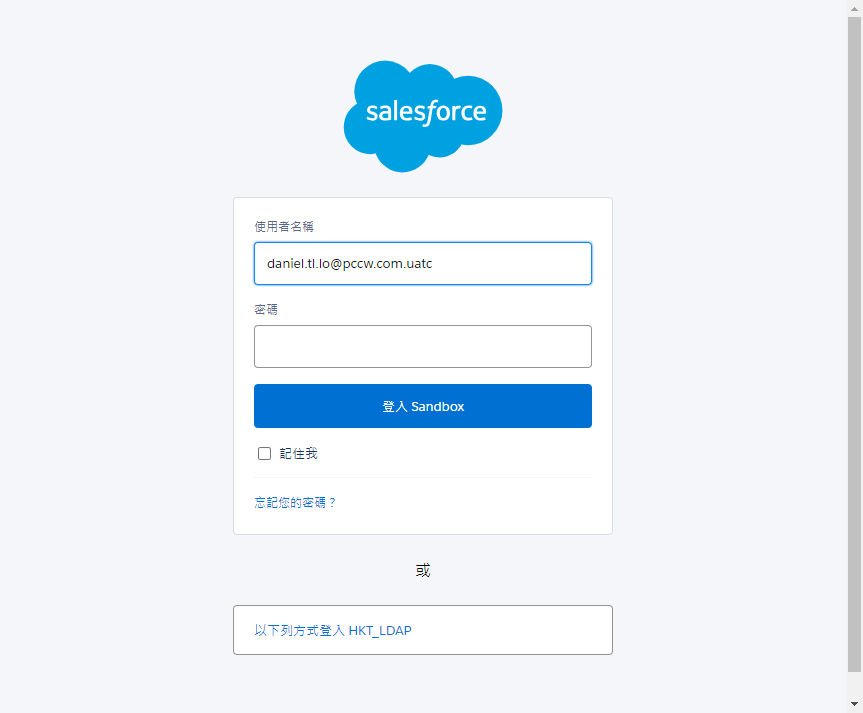 salesforce
使用者名稱
daniel.tl.lo@pccw.com.uatc
密碼
登入 Sandbox
記住我
忘記您的密碼？
或
以下列方式登入 HKT_LDAP